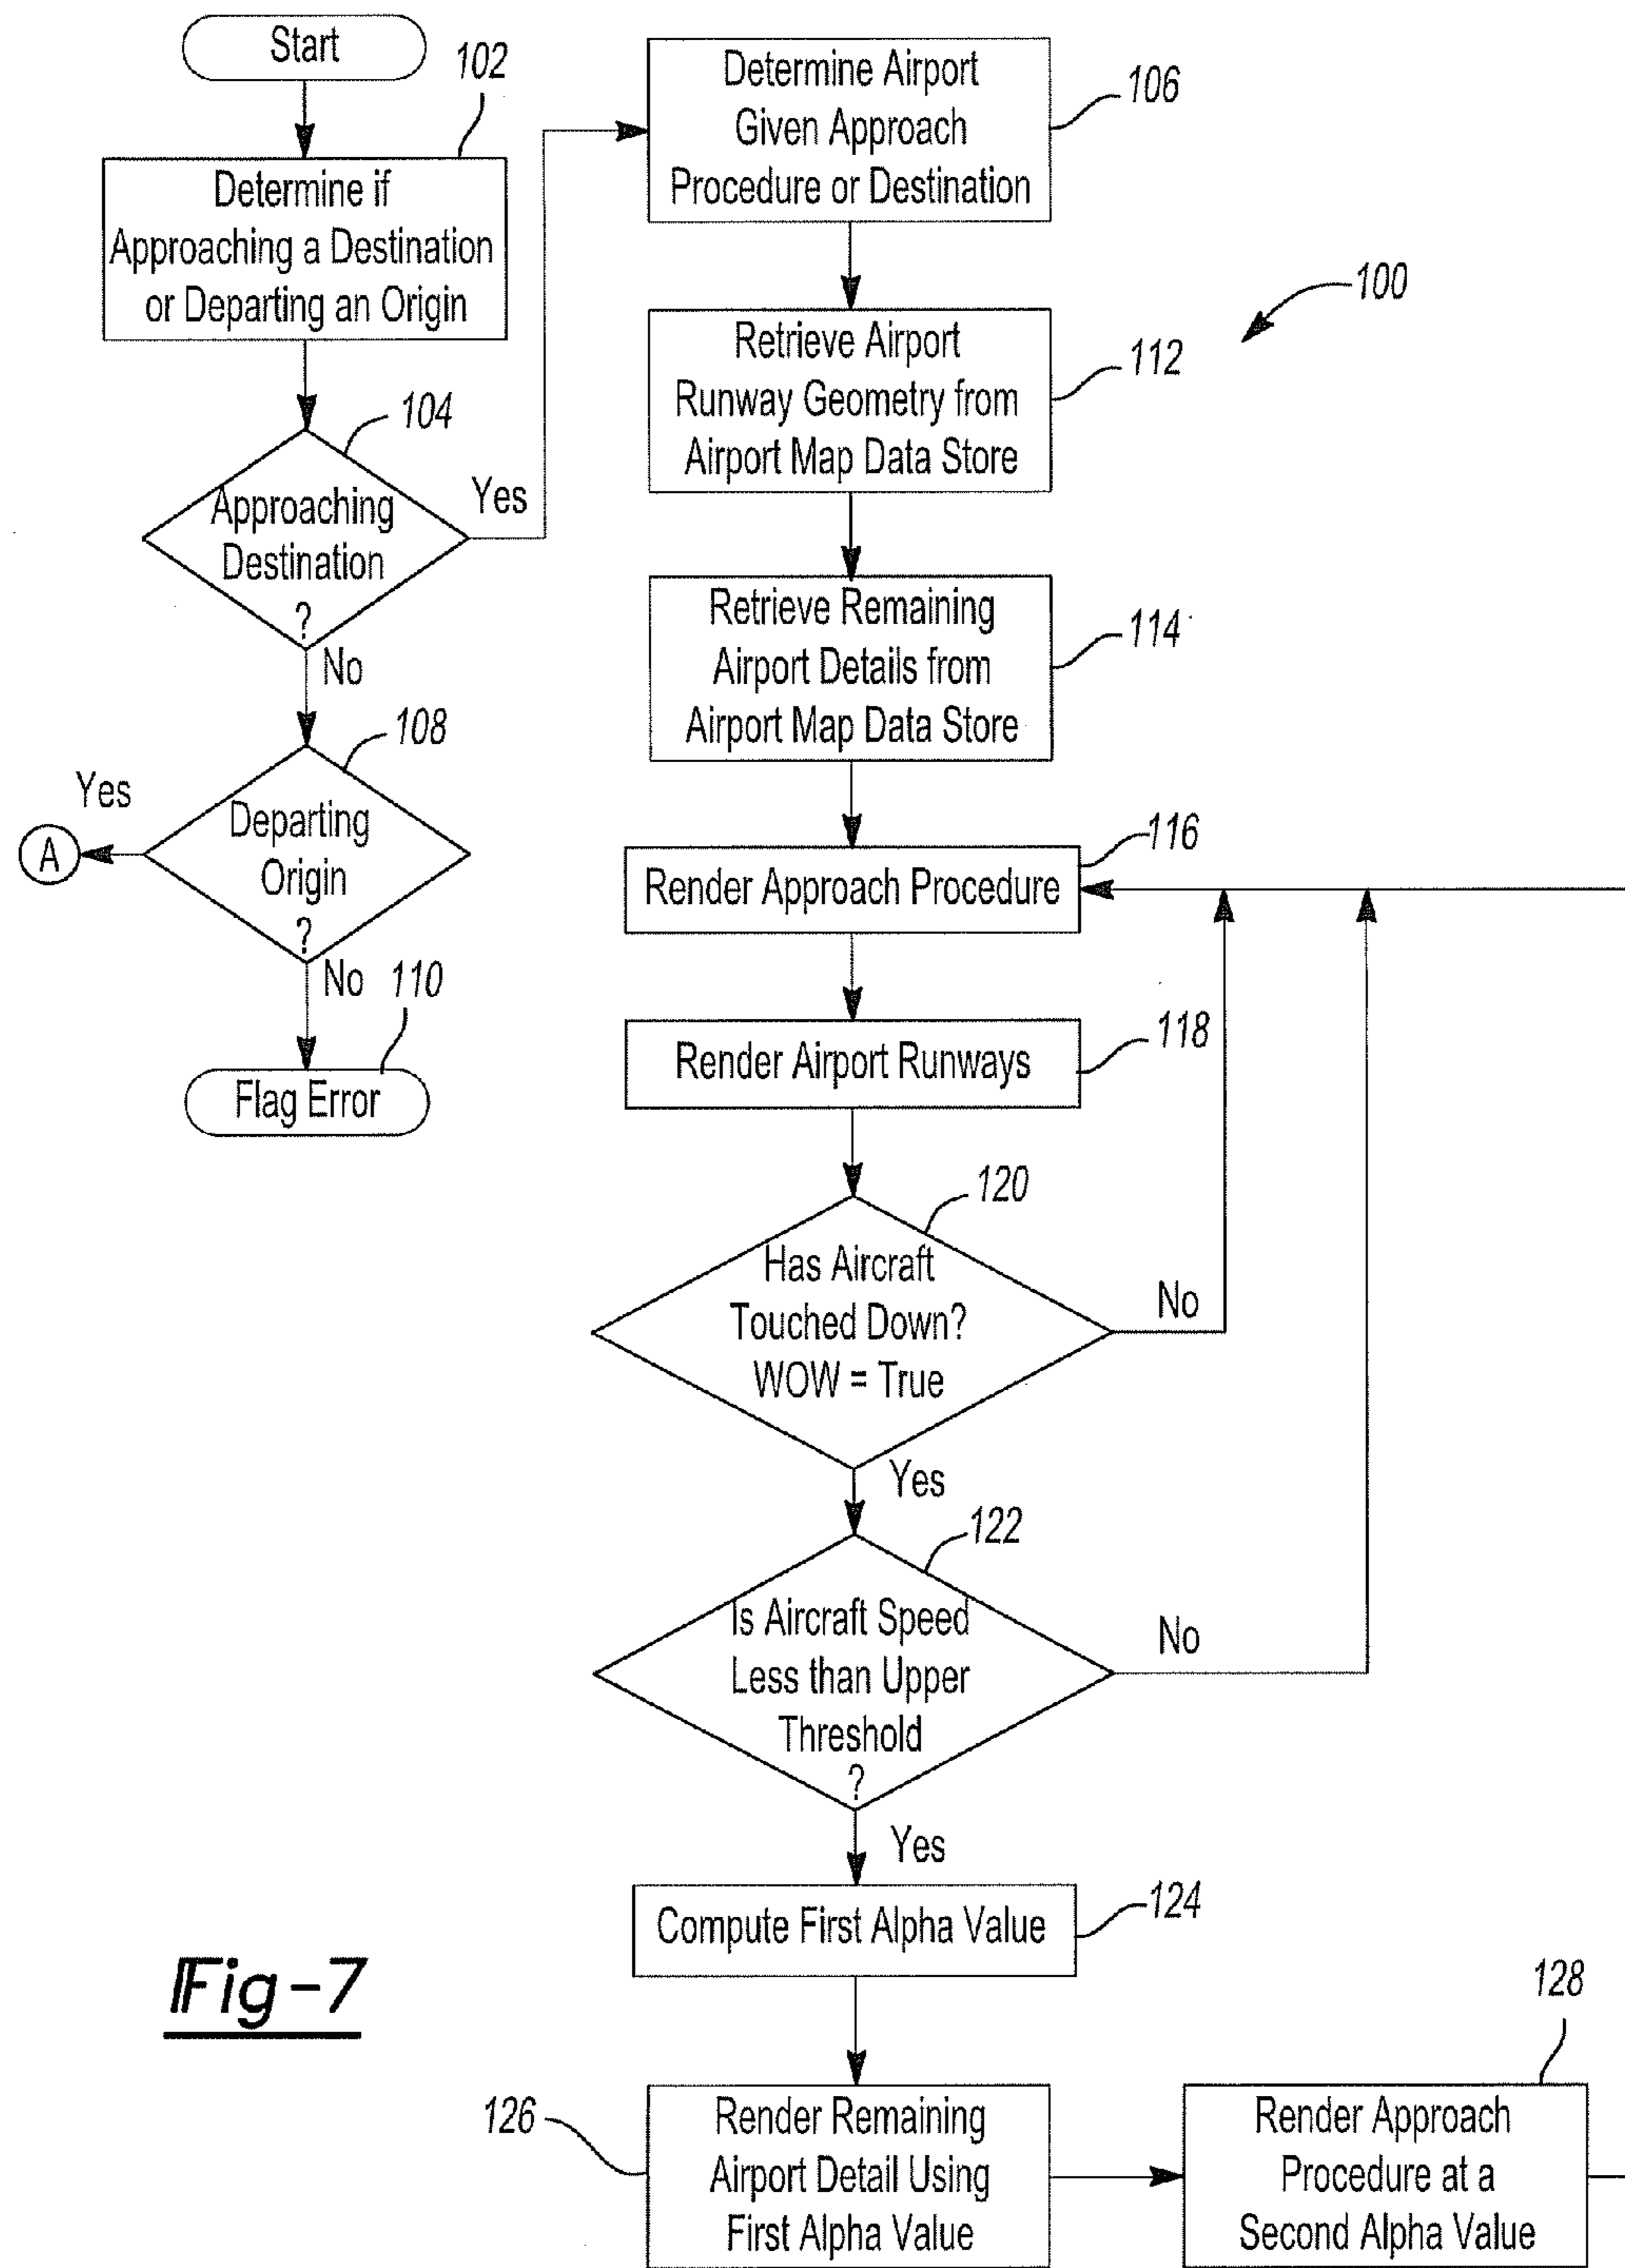 Start
102
Determine if
Approaching a Destination
or Departing an Origin
104
Approaching
Destination
?
Yes
No
108
Yes
Departing
Origin
?
A
No
110
Flag Error
Determine Airport
Given Approach
Procedure or Destination
106
100
Retrieve Airport
Runway Geometry from
Airport Map Data Store
112
Retrieve Remaining
Airport Details from
Airport Map Data Store
114
116
Render Approach Procedure
Render Airport Runways
118
120
Has Aircraft
Touched Down?
WOW = True
No
Yes
122
Is Aircraft Speed
Less than Upper
Threshold
?
No
Yes
Compute First Alpha Value
124
126
Render Remaining
Airport Detail Using
First Alpha Value
128
Render Approach
Procedure at a
Second Alpha Value
Fig-7